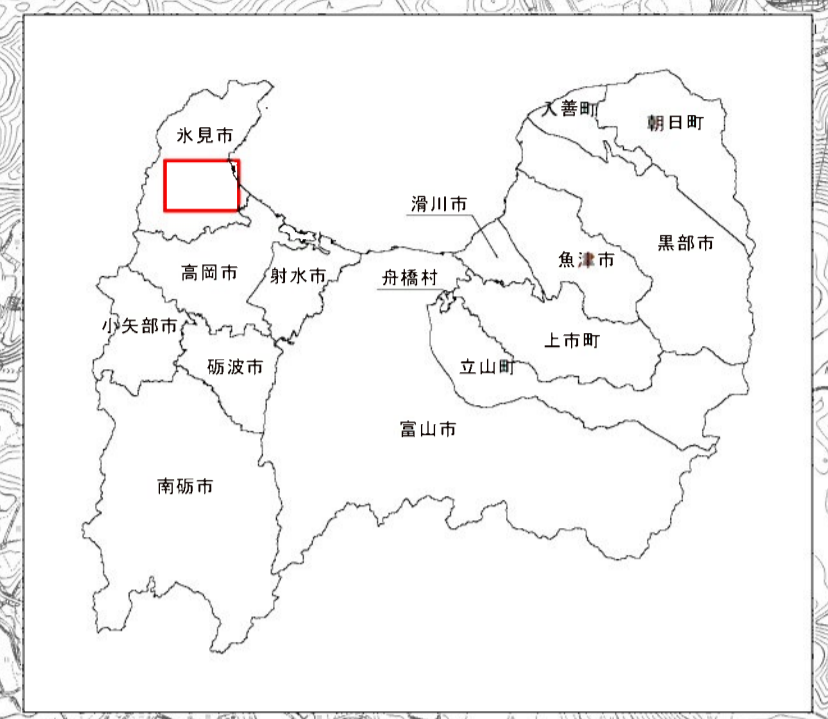 入善町
朝日町
氷見市
滑川市
黒部市
魚津市
高岡市
射水市
舟橋村
小矢部市
上市町
砺波市
立山町
富山市
南砺市